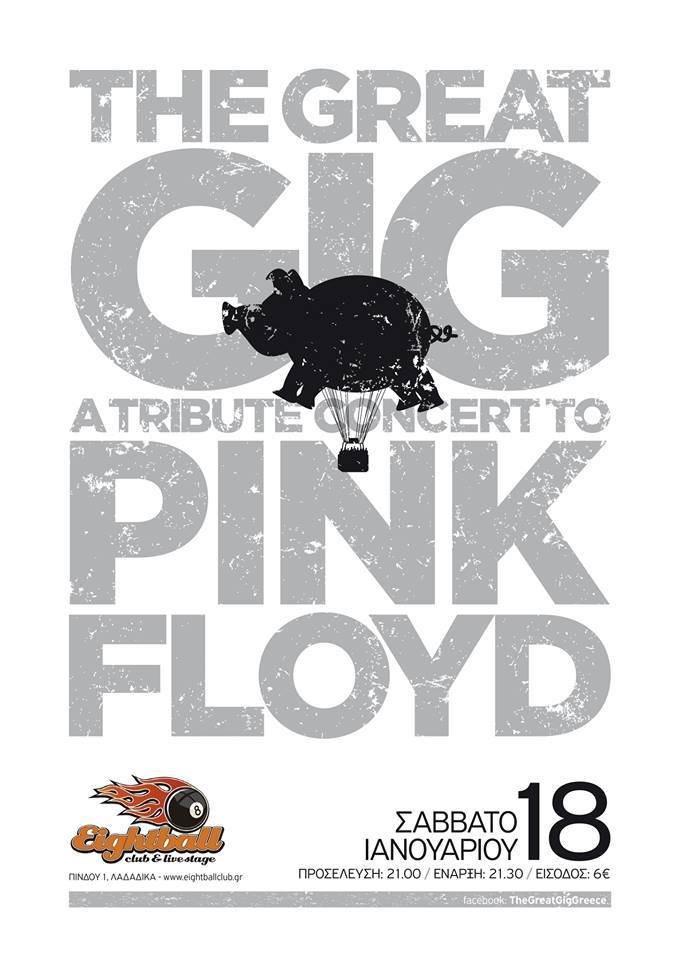 THE GREAT
GIG
A TRIBUTE CONCERT TO
PINK
FLOYD
8
Eightball
club & live stage
ΠΙΝΔΟΥ 1, ΛΑΔΑΔΙΚΑ - www.eightballclub.gr
ΣΑΒΒΑΤΟ
ΙΑΝΟΥΑΡΙΟΥ
18
ΠΡΟΣΕΛΕΥΣΗ: 21.00 / ΕΝΑΡΞΗ: 21.30 / ΕΙΣΟΔΟΣ: 6€
facebook: TheGreatGigGreece